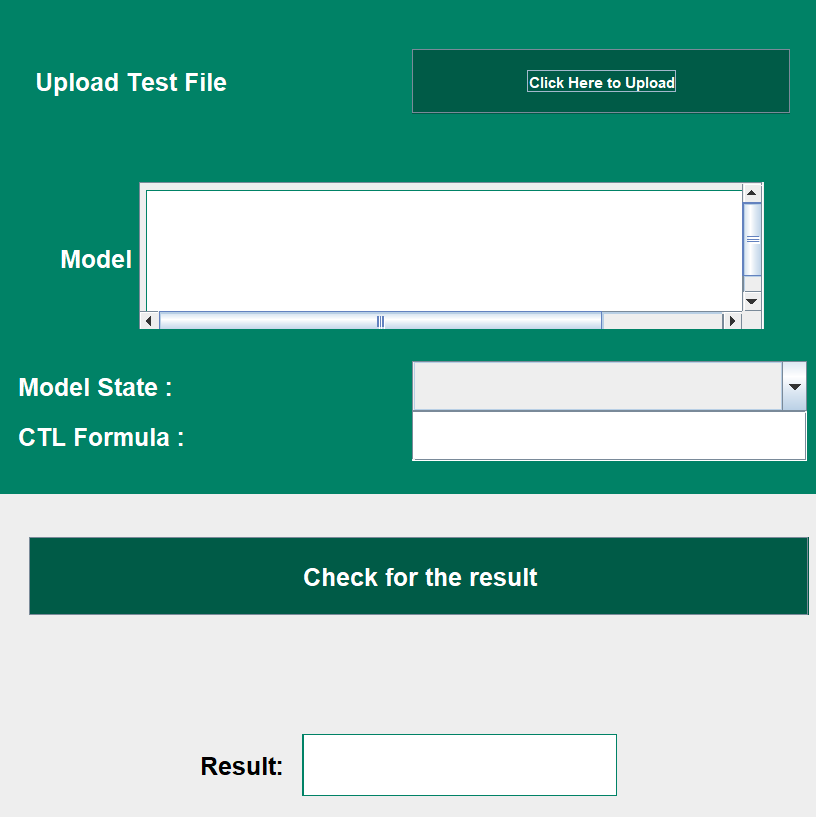 Upload Test File
Click Here to Upload
Model
Model State :
CTL Formula :
Check for the result
Result: